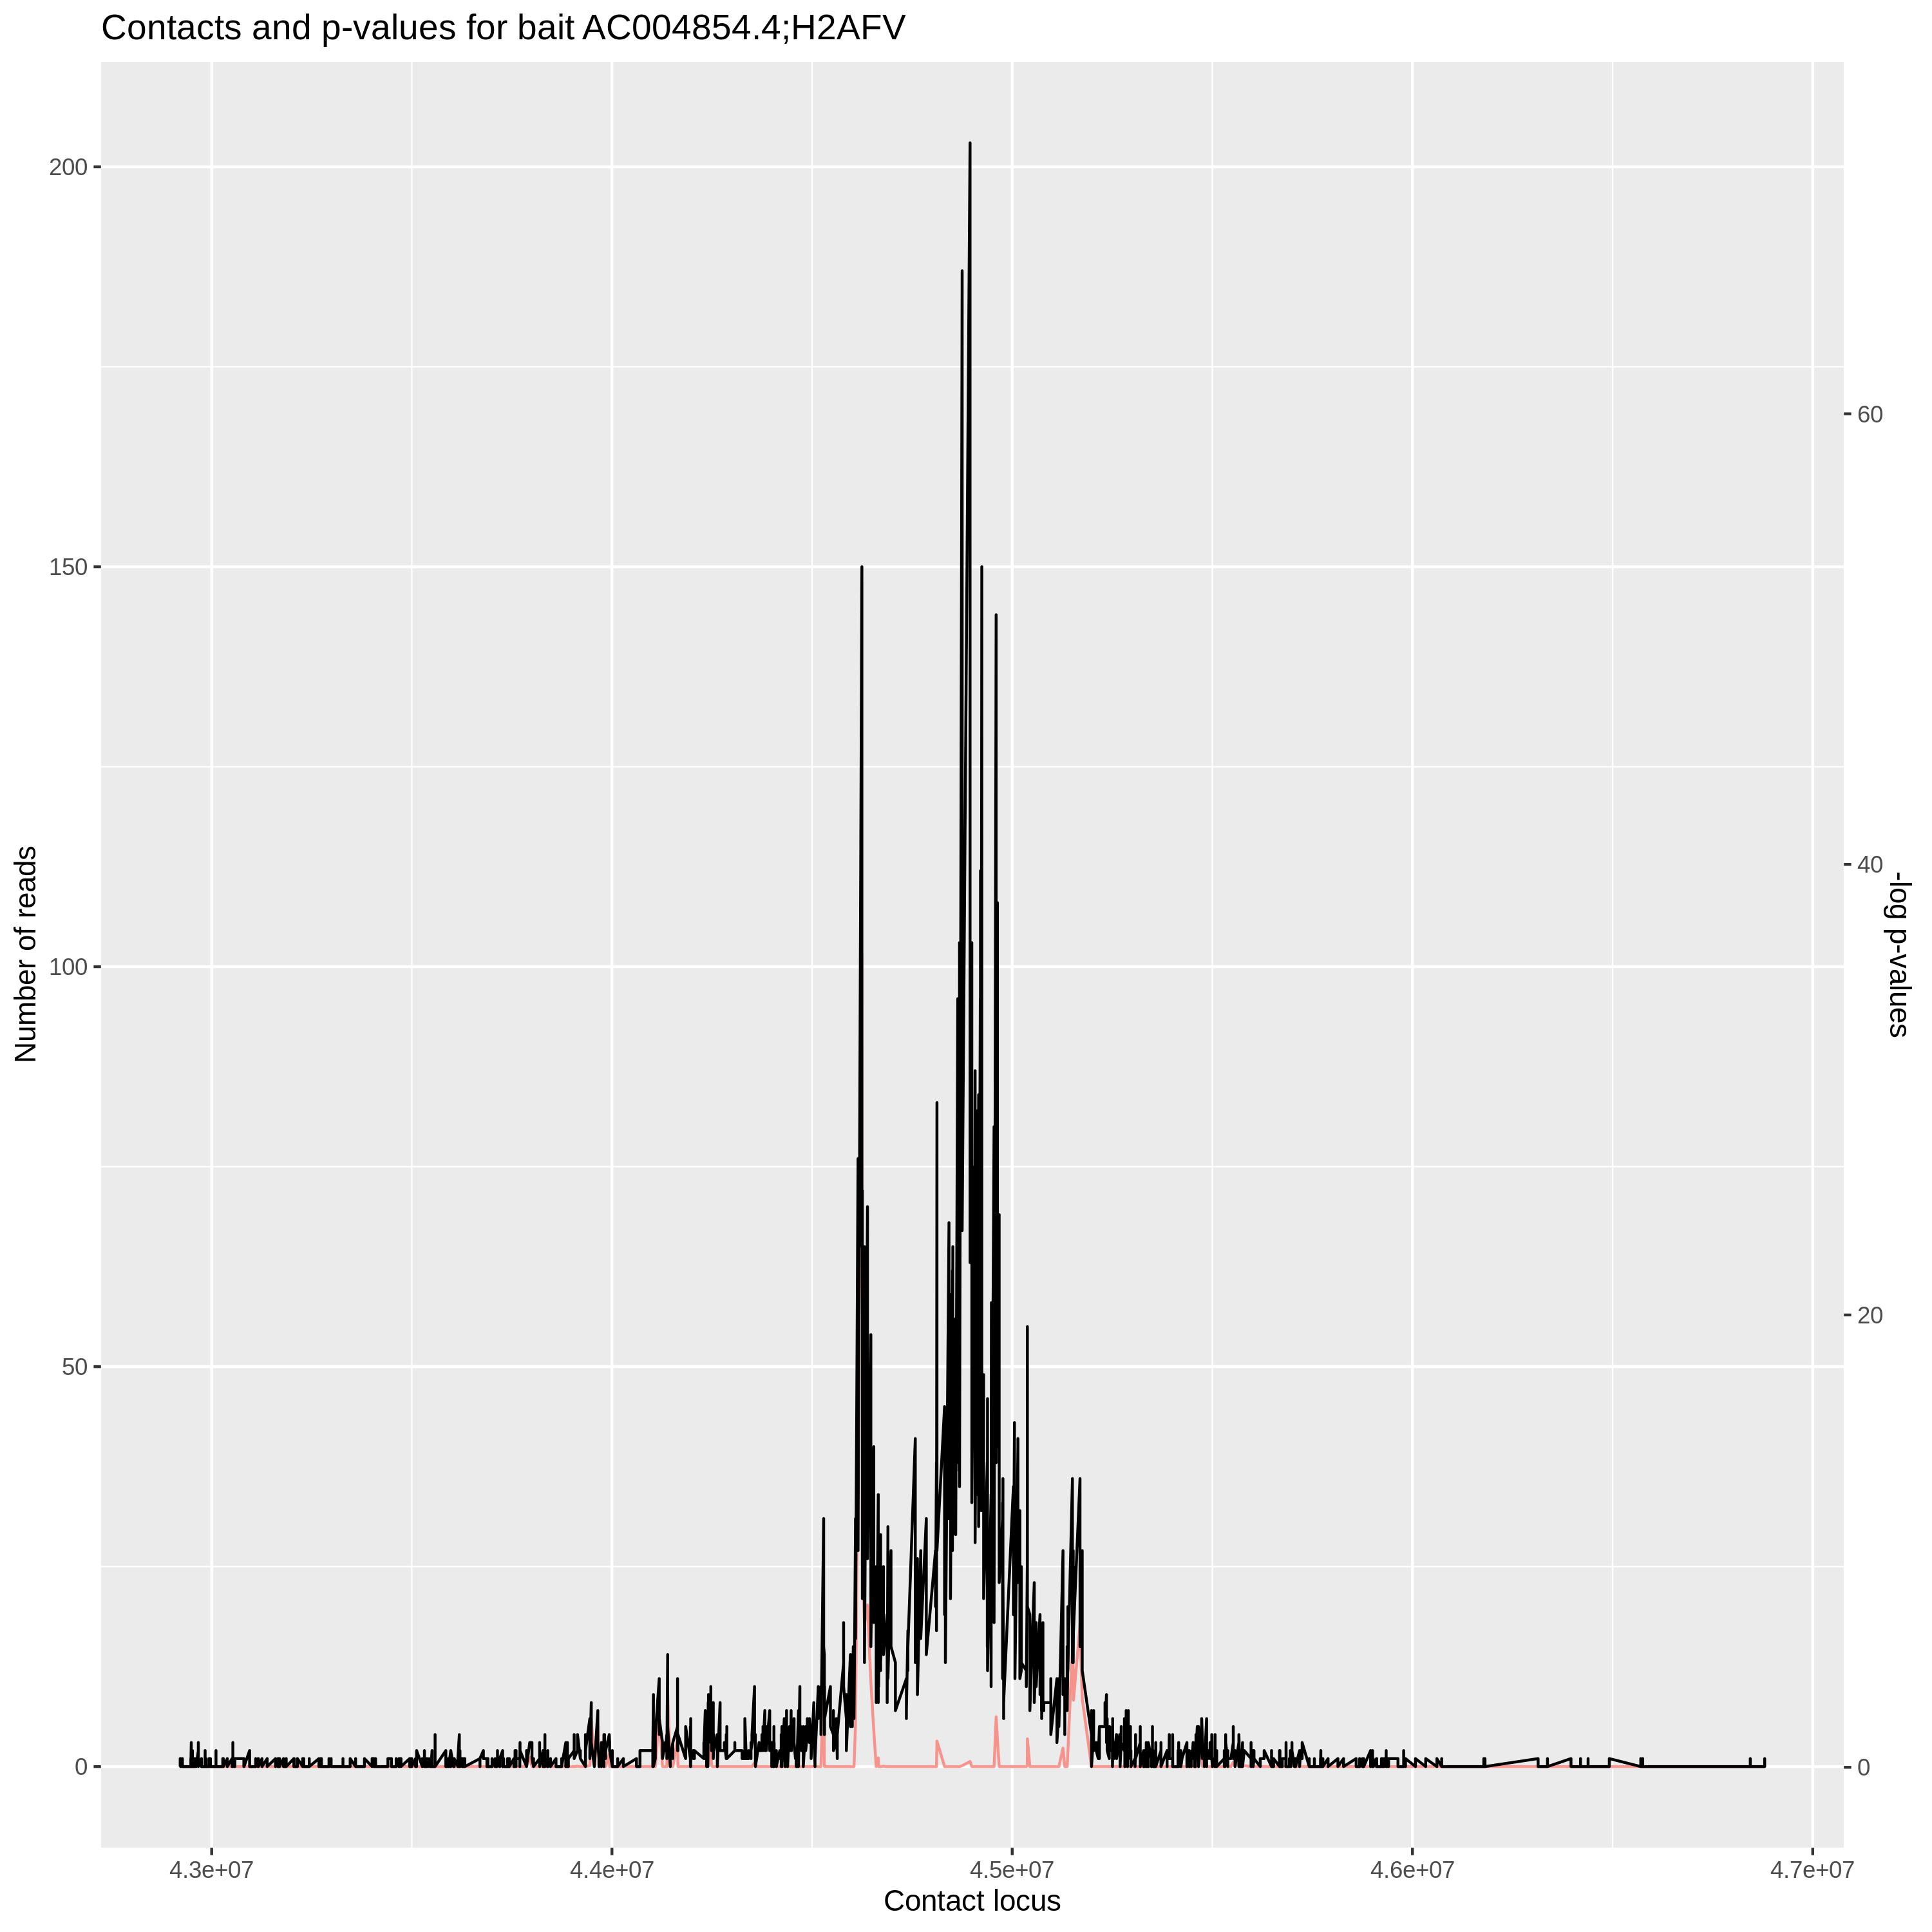 Contacts and p-values for bait AC004854.4;H2AFV
200
150
100
50
0
Number of reads
60
40
20
0
-log p-values
4.3e+07
4.4e+07
4.5e+07
4.6e+07
4.7e+07
Contact locus